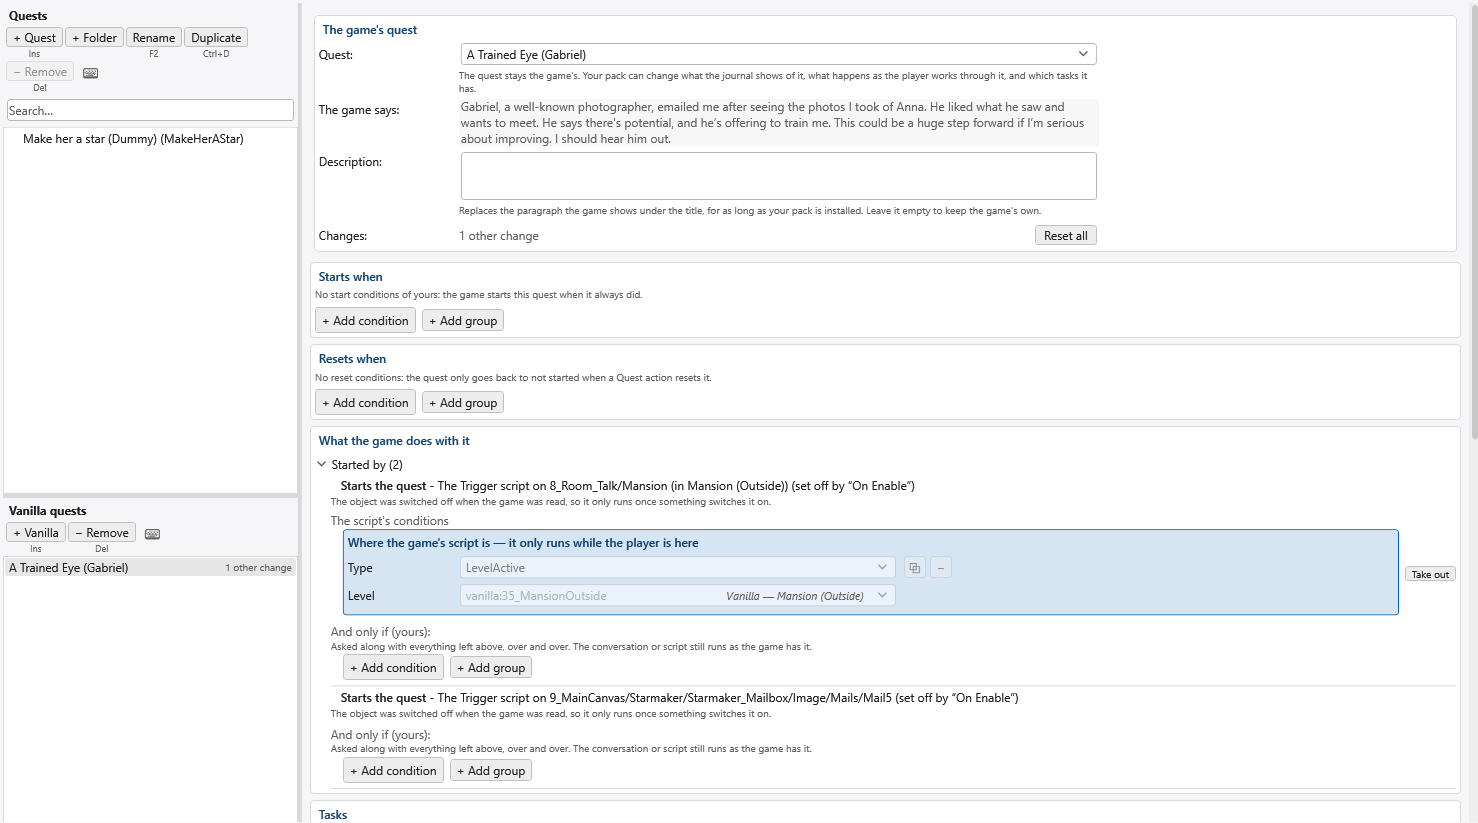 Quests
+ Quest
+ Folder
Rename
Duplicate
Ins
F2
Ctrl+D
− Remove
Del
Search...
Make her a star (Dummy) (MakeHerAStar)
Vanilla quests
+ Vanilla
− Remove
Ins
Del
A Trained Eye (Gabriel)
1 other change
The game's quest
Quest:
A Trained Eye (Gabriel)
The quest stays the game's. Your pack can change what the journal shows of it, what happens as the player works through it, and which tasks it
has.
The game says:
Gabriel, a well-known photographer, emailed me after seeing the photos I took of Anna. He liked what he saw and
wants to meet. He says there's potential, and he's offering to train me. This could be a huge step forward if I'm serious
about improving. I should hear him out.
Description:
Replaces the paragraph the game shows under the title, for as long as your pack is installed. Leave it empty to keep the game's own.
Changes:
1 other change
Reset all
Starts when
No start conditions of yours: the game starts this quest when it always did.
+ Add condition
+ Add group
Resets when
No reset conditions: the quest only goes back to not started when a Quest action resets it.
+ Add condition
+ Add group
What the game does with it
Started by (2)
Starts the quest - The Trigger script on 8_Room_Talk/Mansion (in Mansion (Outside)) (set off by “On Enable”)
The object was switched off when the game was read, so it only runs once something switches it on.
The script's conditions
Where the game's script is — it only runs while the player is here
Type
LevelActive
−
Take out
Level
vanilla:35_MansionOutside
Vanilla — Mansion (Outside)
And only if (yours):
Asked along with everything left above, over and over. The conversation or script still runs as the game has it.
+ Add condition
+ Add group
Starts the quest - The Trigger script on 9_MainCanvas/Starmaker/Starmaker_Mailbox/Image/Mails/Mail5 (set off by “On Enable”)
The object was switched off when the game was read, so it only runs once something switches it on.
And only if (yours):
Asked along with everything left above, over and over. The conversation or script still runs as the game has it.
+ Add condition
+ Add group
Tasks